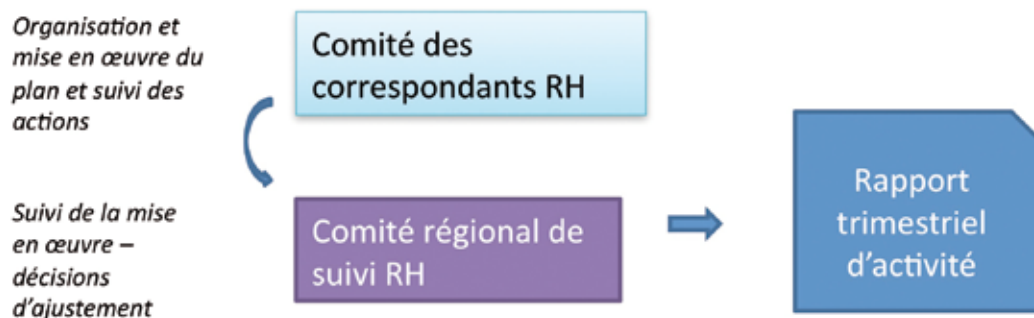 Organisation et
mise en œuvre du
plan et suivi des
actions
Comité des
correspondants RH
Suivi de la mise
en œuvre –
décisions
d’ajustement
Comité régional de
suivi RH
Rapport
trimestriel
d’activité